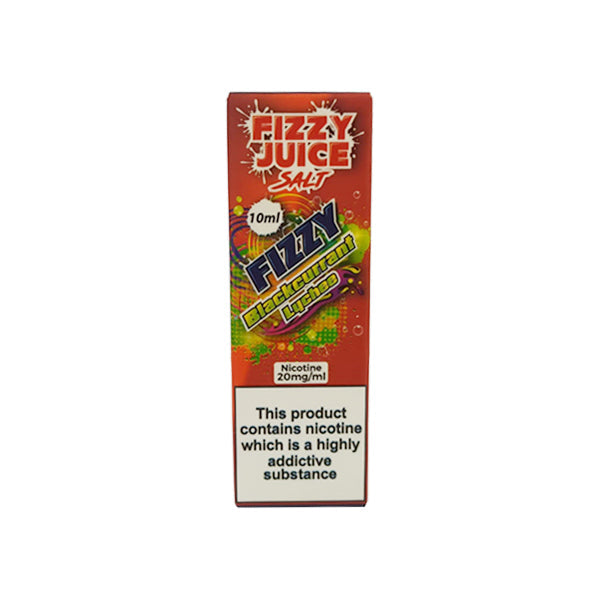 FIZZY
JUICE
SALT
10ml
FIZZY
Blackcurrant
Lychee
Nicotine
20mg/ml
This product
contains nicotine
which is a highly
addictive
substance